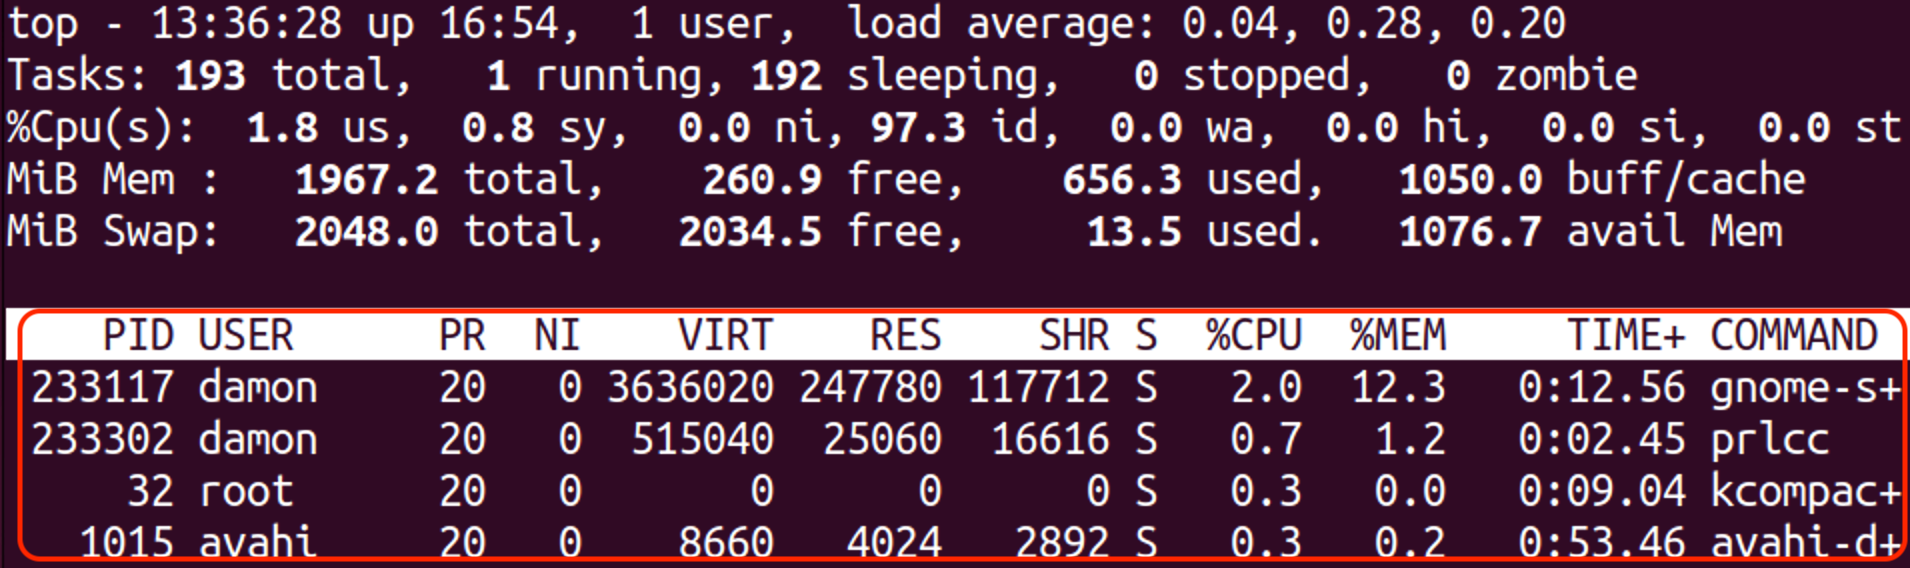 top - 13:36:28 up 16:54,  1 user,  load average: 0.04, 0.28, 0.20
Tasks: 193 total,   1 running, 192 sleeping,   0 stopped,   0 zombie
%Cpu(s):  1.8 us,  0.8 sy,  0.0 ni, 97.3 id,  0.0 wa,  0.0 hi,  0.0 si,  0.0 st
MiB Mem :   1967.2 total,    260.9 free,    656.3 used,   1050.0 buff/cache
MiB Swap:   2048.0 total,   2034.5 free,     13.5 used.   1076.7 avail Mem
    PID USER      PR  NI    VIRT    RES    SHR S  %CPU  %MEM     TIME+ COMMAND
 233117 damon     20   0 3636020 247780 117712 S   2.0  12.3   0:12.56 gnome-s+
 233302 damon     20   0  515040  25060  16616 S   0.7   1.2   0:02.45 prlcc
     32 root      20   0       0      0      0 S   0.3   0.0   0:09.04 kcompac+
   1015 avahi     20   0    8660   4024   2892 S   0.3   0.2   0:53.46 avahi-d+